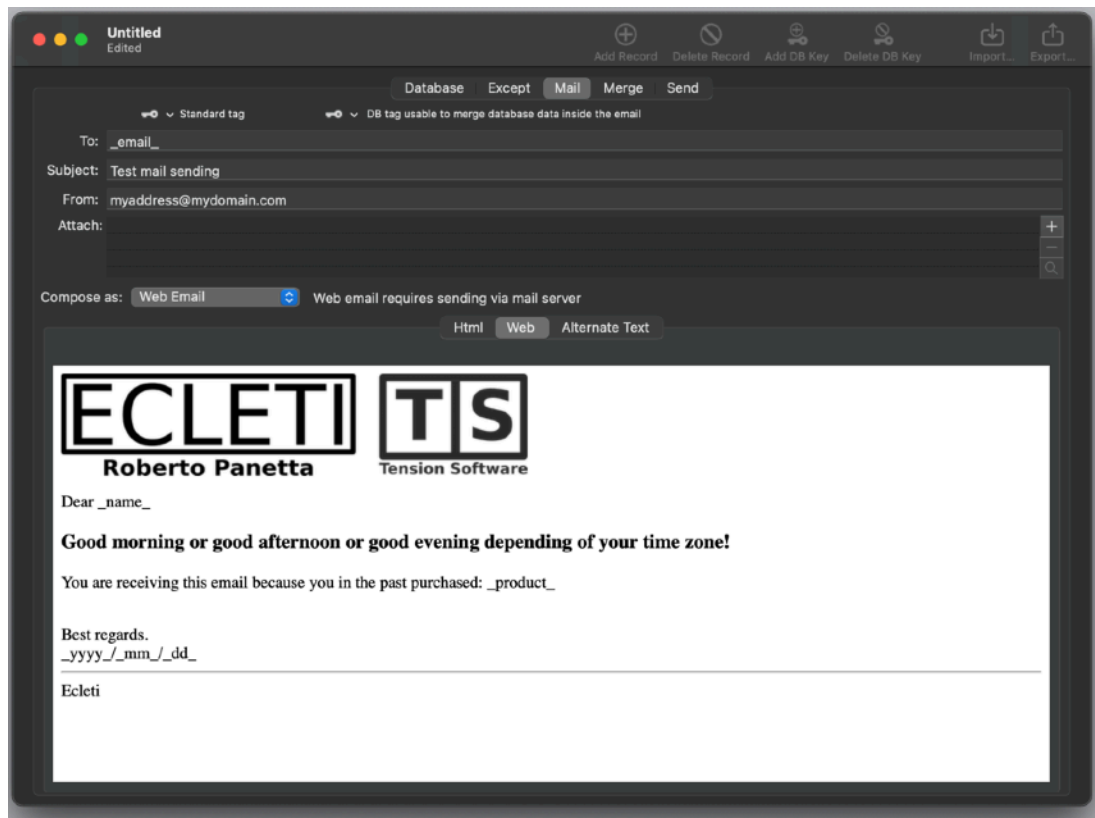 Untitled
Edited
Add Record Delete Record Add DB Key Delete DB Key Import... Export...
Database Except Mail Merge Send
Standard tag DB tag usable to merge database data inside the email
To: _email_
Subject: Test mail sending
From: myaddress@mydomain.com
Attach:
Compose as: Web Email Web email requires sending via mail server
Html Web Alternate Text
ECLETI TS
Roberto Panetta Tension Software
Dear _name_
Good morning or good afternoon or good evening depending of your time zone!
You are receiving this email because you in the past purchased: _product_
Best regards.
_yyyy_/_mm_/_dd_
Ecleti